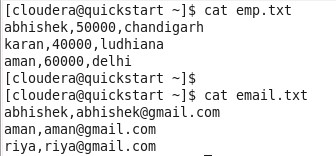 [cloudera@quickstart ~]$ cat emp.txt
abhishek,50000,chandigarh
karan,40000,ludhiana
aman,60000,delhi
[cloudera@quickstart ~]$
[cloudera@quickstart ~]$ cat email.txt
abhishek,abhishek@gmail.com
aman,aman@gmail.com
riya,riya@gmail.com